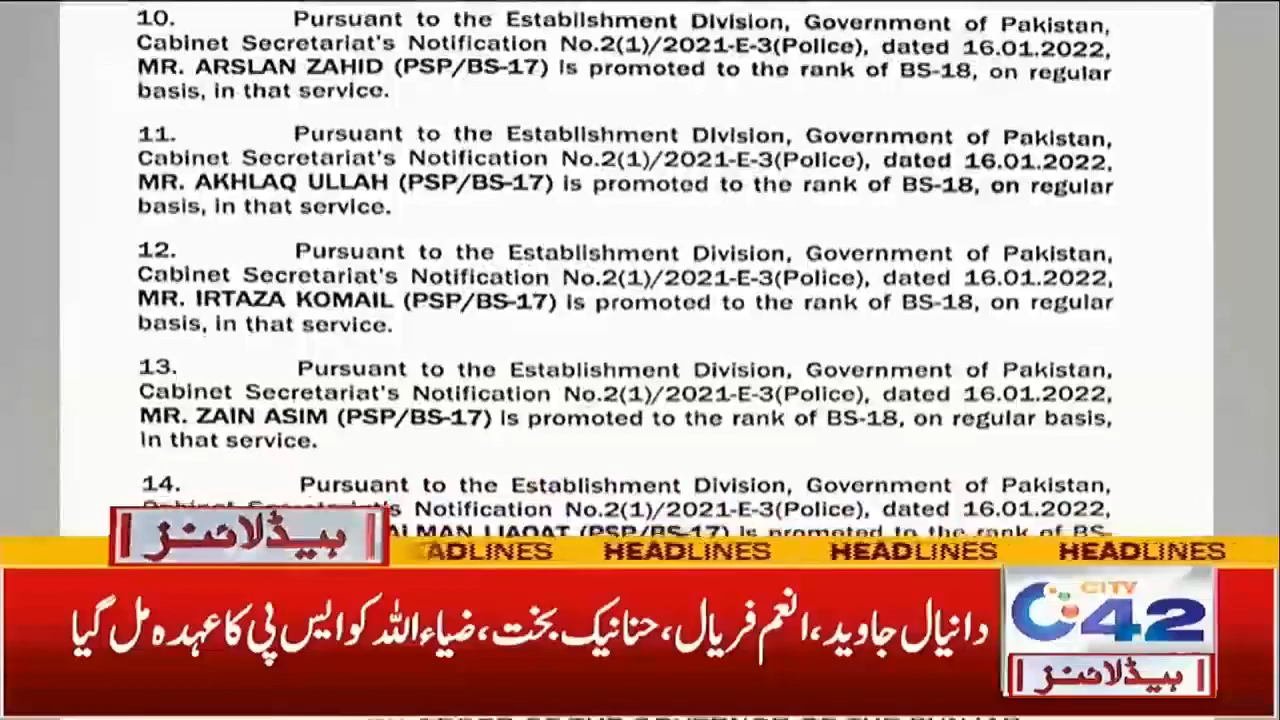 10. Pursuant to the Establishment Division, Government of Pakistan,
Cabinet Secretariat's Notification No.2(1)/2021-E-3(Police), dated 16.01.2022,
MR. ARSLAN ZAHID (PSP/BS-17) is promoted to the rank of BS-18, on regular
basis, in that service.
11. Pursuant to the Establishment Division, Government of Pakistan,
Cabinet Secretariat's Notification No.2(1)/2021-E-3(Police), dated 16.01.2022,
MR. AKHLAQ ULLAH (PSP/BS-17) is promoted to the rank of BS-18, on regular
basis, in that service.
12. Pursuant to the Establishment Division, Government of Pakistan,
Cabinet Secretariat's Notification No.2(1)/2021-E-3(Police), dated 16.01.2022,
MR. IRTAZA KOMAIL (PSP/BS-17) is promoted to the rank of BS-18, on regular
basis, in that service.
13. Pursuant to the Establishment Division, Government of Pakistan,
Cabinet Secretariat's Notification No.2(1)/2021-E-3(Police), dated 16.01.2022,
MR. ZAIN ASIM (PSP/BS-17) is promoted to the rank of BS-18, on regular basis,
in that service.
14. Pursuant to the Establishment Division, Government of Pakistan,
Cabinet Secretariat's Notification No.2(1)/2021-E-3(Police), dated 16.01.2022,
LIAQAT (PSP/BS-17) is promoted to the rank of BS-
ہیڈلائنز
ADLINES HEADLINES HEADLINES HEADLINES
CITY
42
دانیال جاوید، انعم فریال، حنا نیک بخت، ضیاء اللہ کو ایس پی کا عہدہ مل گیا
ہیڈلائنز